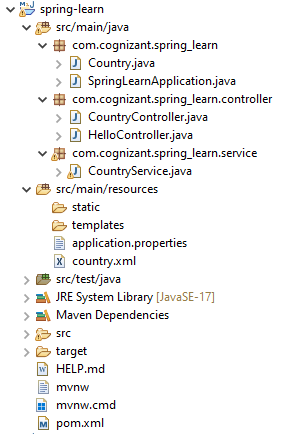 spring-learn
src/main/java
com.cognizant.spring_learn
Country.java
SpringLearnApplication.java
com.cognizant.spring_learn.controller
CountryController.java
HelloController.java
com.cognizant.spring_learn.service
CountryService.java
src/main/resources
static
templates
application.properties
country.xml
src/test/java
JRE System Library [JavaSE-17]
Maven Dependencies
src
target
HELP.md
mvnw
mvnw.cmd
pom.xml